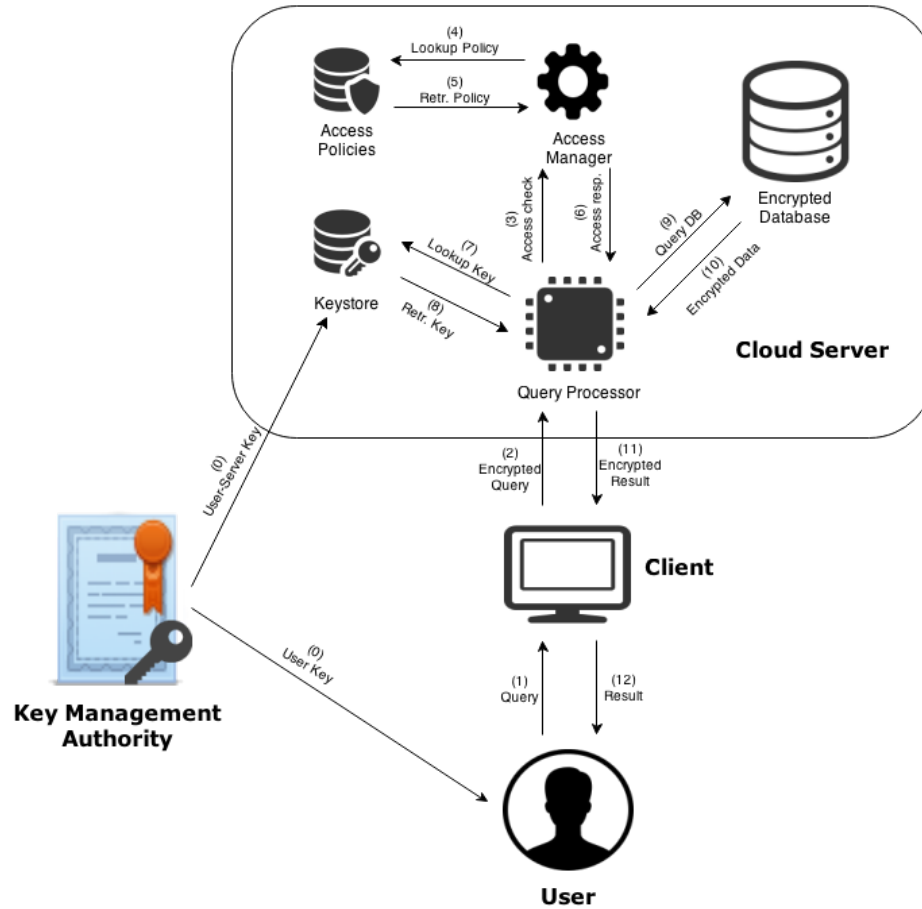 (4)
Lookup Policy
(5)
Retr. Policy
Access
Policies
Access
Manager
Encrypted
Database
(3)
Access check
(6)
Access resp.
(9)
Query DB
(10)
Encrypted Data
(7)
Lookup Key
(8)
Retr. Key
Keystore
Cloud Server
Query Processor
(0)
User-Server Key
(2)
Encrypted
Query
(11)
Encrypted
Result
Client
(0)
User Key
(1)
Query
(12)
Result
Key Management
Authority
User